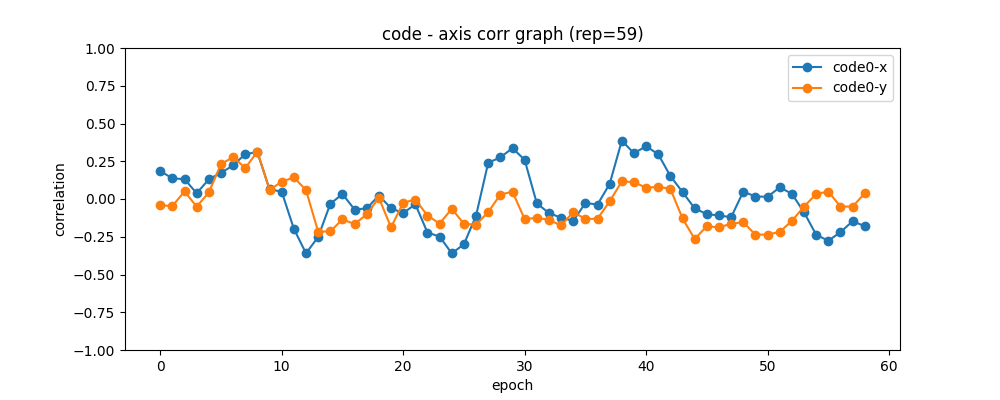 code - axis corr graph (rep=59)
1.00
0.75
0.50
0.25
0.00
−0.25
−0.50
−0.75
−1.00
correlation
code0-x
code0-y
0 10 20 30 40 50 60
epoch